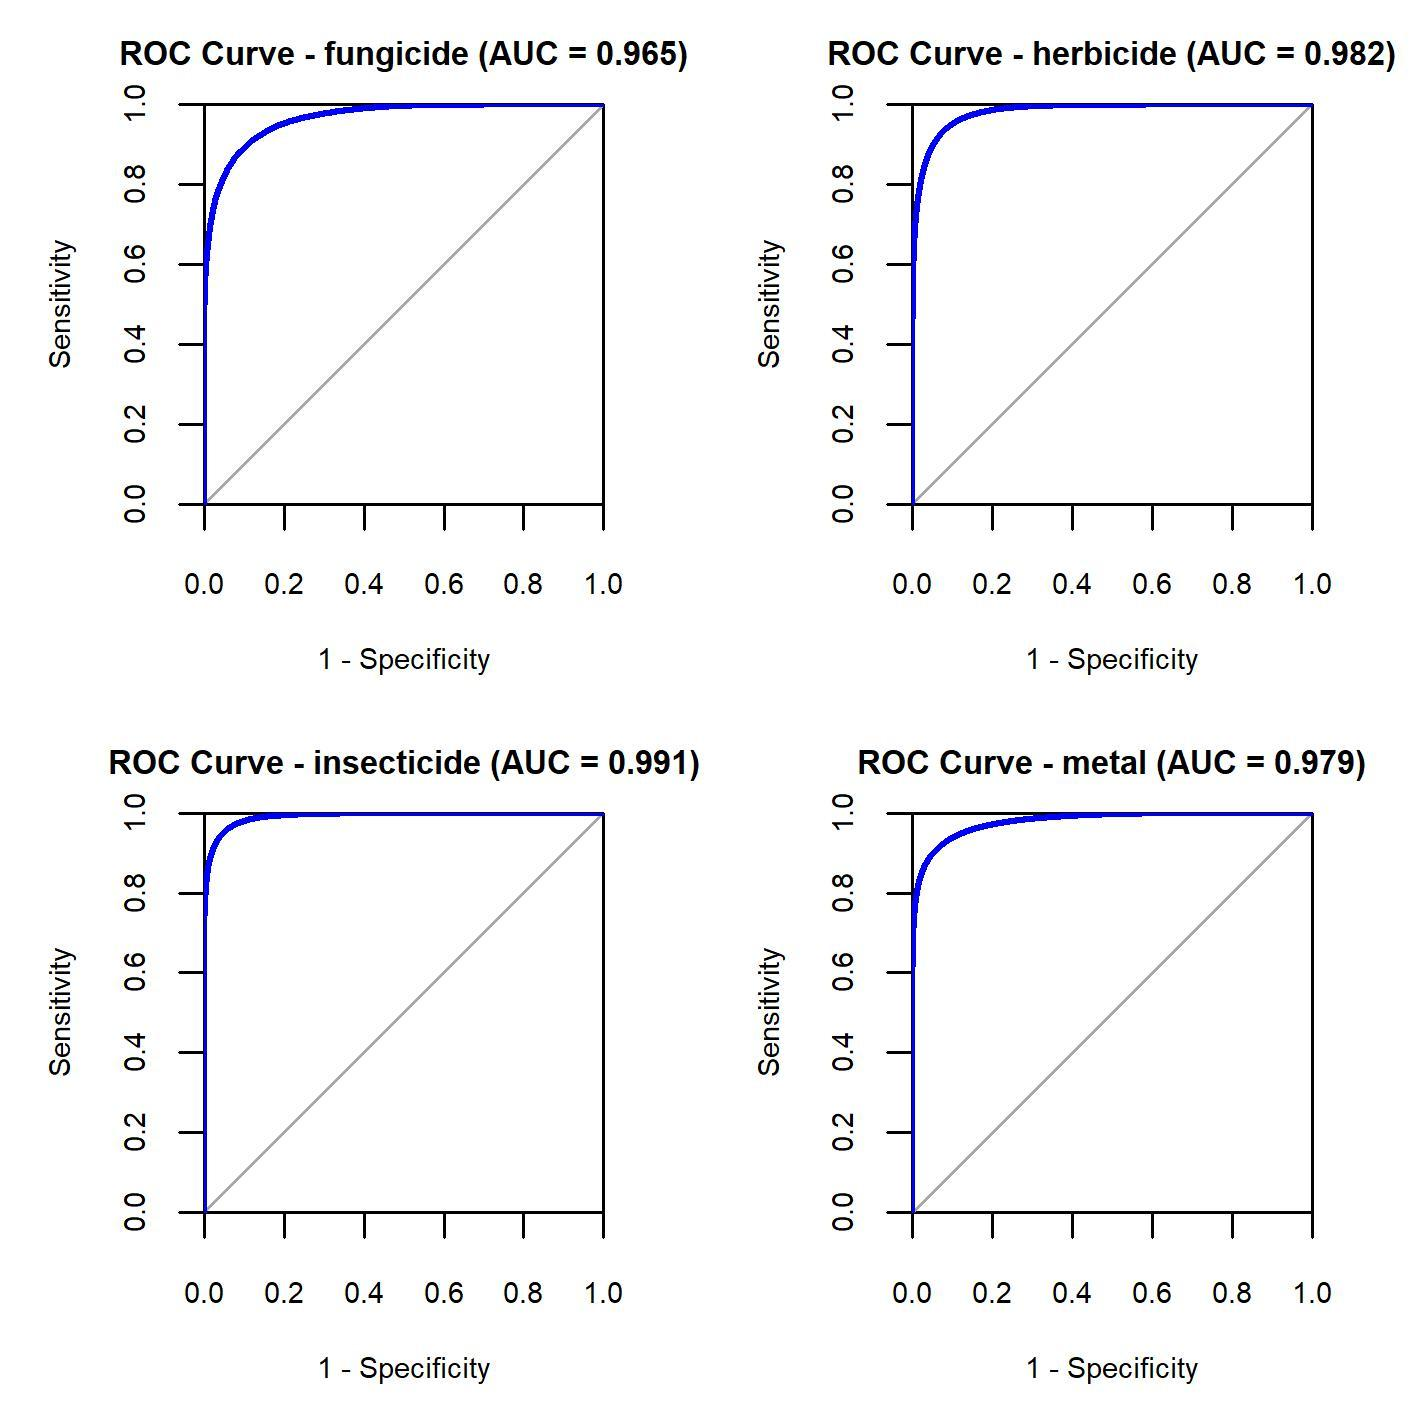 ROC Curve - fungicide (AUC = 0.965)
Sensitivity
1.0
0.8
0.6
0.4
0.2
0.0
0.0 0.2 0.4 0.6 0.8 1.0
1 - Specificity
ROC Curve - herbicide (AUC = 0.982)
Sensitivity
1.0
0.8
0.6
0.4
0.2
0.0
0.0 0.2 0.4 0.6 0.8 1.0
1 - Specificity
ROC Curve - insecticide (AUC = 0.991)
Sensitivity
1.0
0.8
0.6
0.4
0.2
0.0
0.0 0.2 0.4 0.6 0.8 1.0
1 - Specificity
ROC Curve - metal (AUC = 0.979)
Sensitivity
1.0
0.8
0.6
0.4
0.2
0.0
0.0 0.2 0.4 0.6 0.8 1.0
1 - Specificity